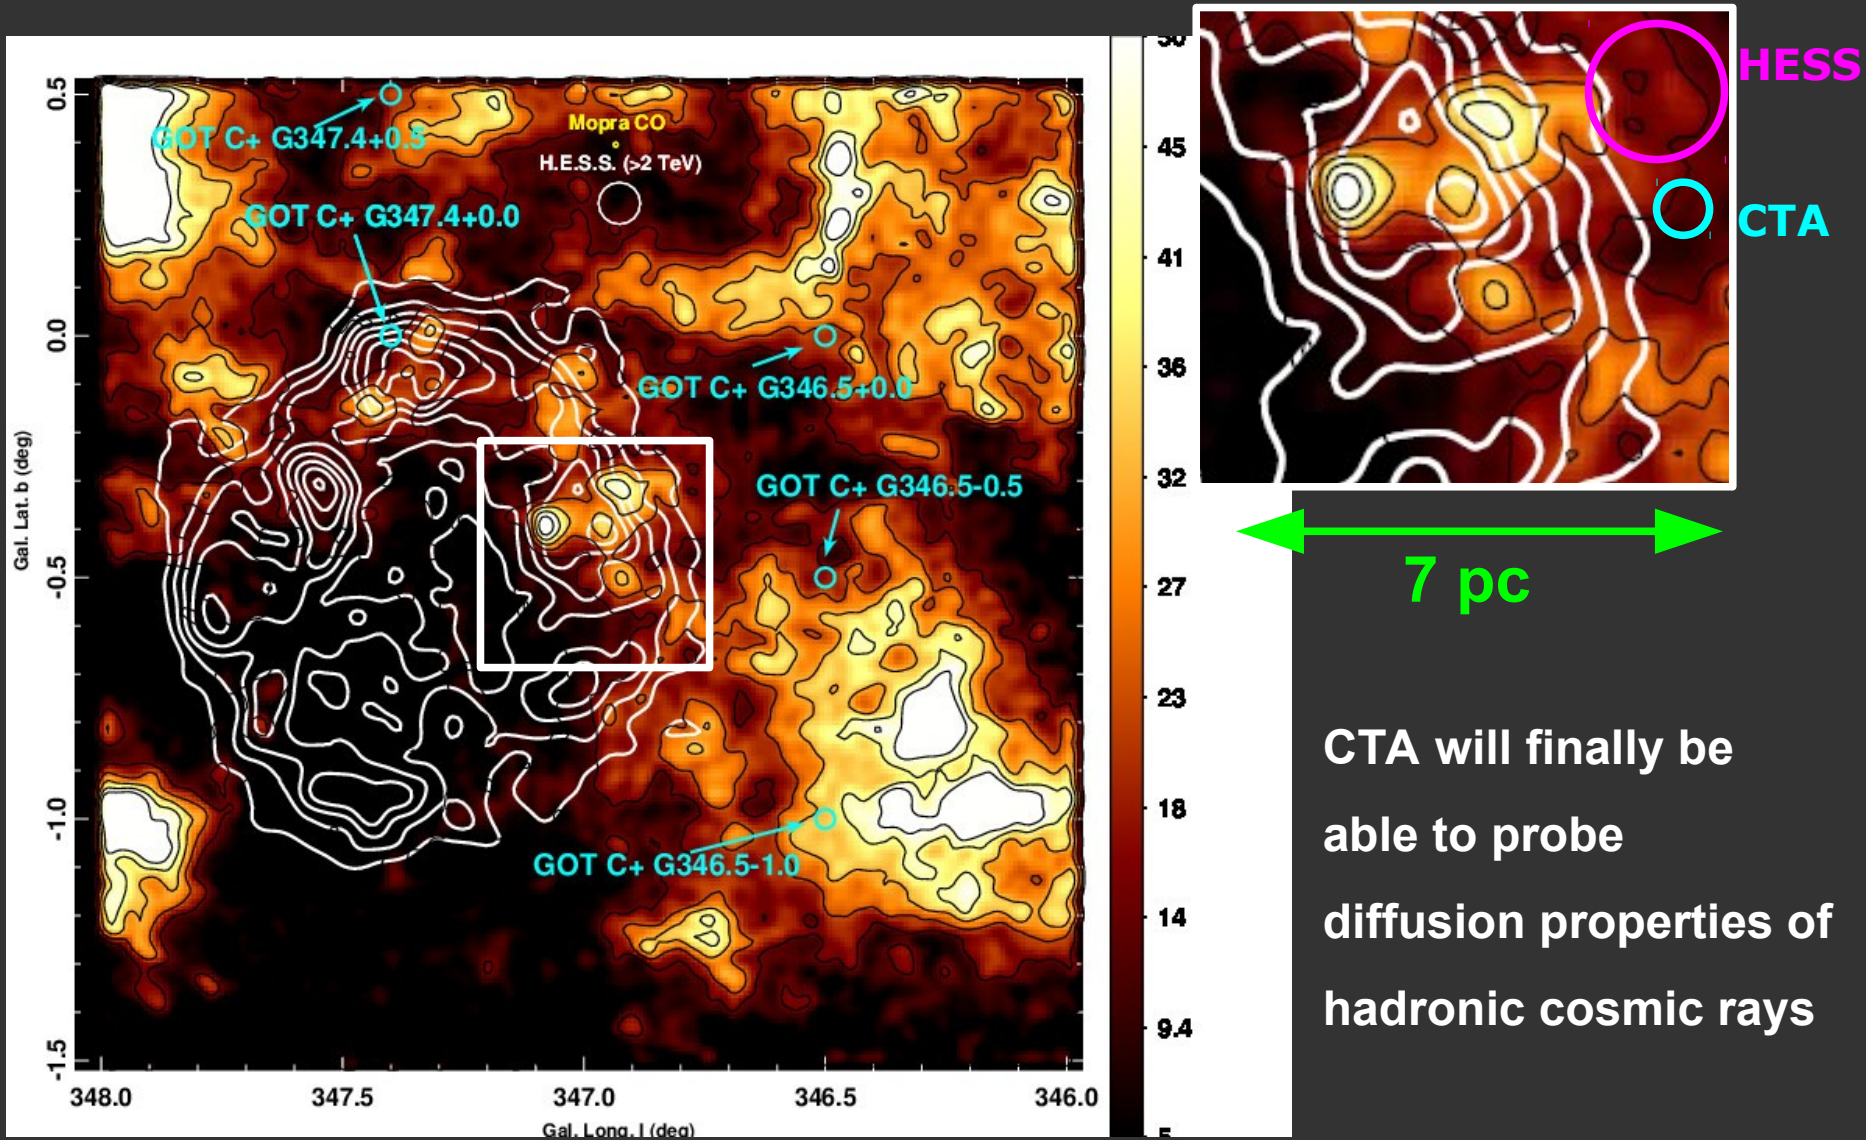 0.5
0.0
-0.5
-1.0
-1.5
Gal. Lat. b (deg)
348.0
347.5
347.0
346.5
346.0
Gal. Long. l (deg)
GOT C+ G347.4+0.5
GOT C+ G347.4+0.0
Mopra CO
H.E.S.S. (>2 TeV)
GOT C+ G346.5+0.0
GOT C+ G346.5-0.5
GOT C+ G346.5-1.0
50
45
41
36
32
27
23
18
14
9.4
5
HESS
CTA
7 pc
CTA will finally be
able to probe
diffusion properties of
hadronic cosmic rays